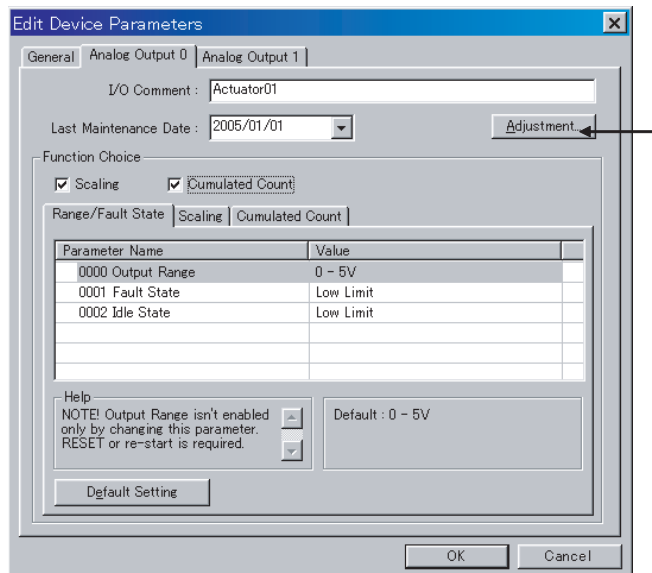 Edit Device Parameters
General Analog Output 0 Analog Output 1
I/O Comment : Actuator01
Last Maintenance Date : 2005/01/01 Adjustment...
Function Choice
Scaling Cumulated Count
Range/Fault State Scaling Cumulated Count
Parameter Name Value
0000 Output Range 0 - 5V
0001 Fault State Low Limit
0002 Idle State Low Limit
Help
NOTE! Output Range isn't enabled
only by changing this parameter.
RESET or re-start is required.
Default : 0 - 5V
Default Setting
OK Cancel